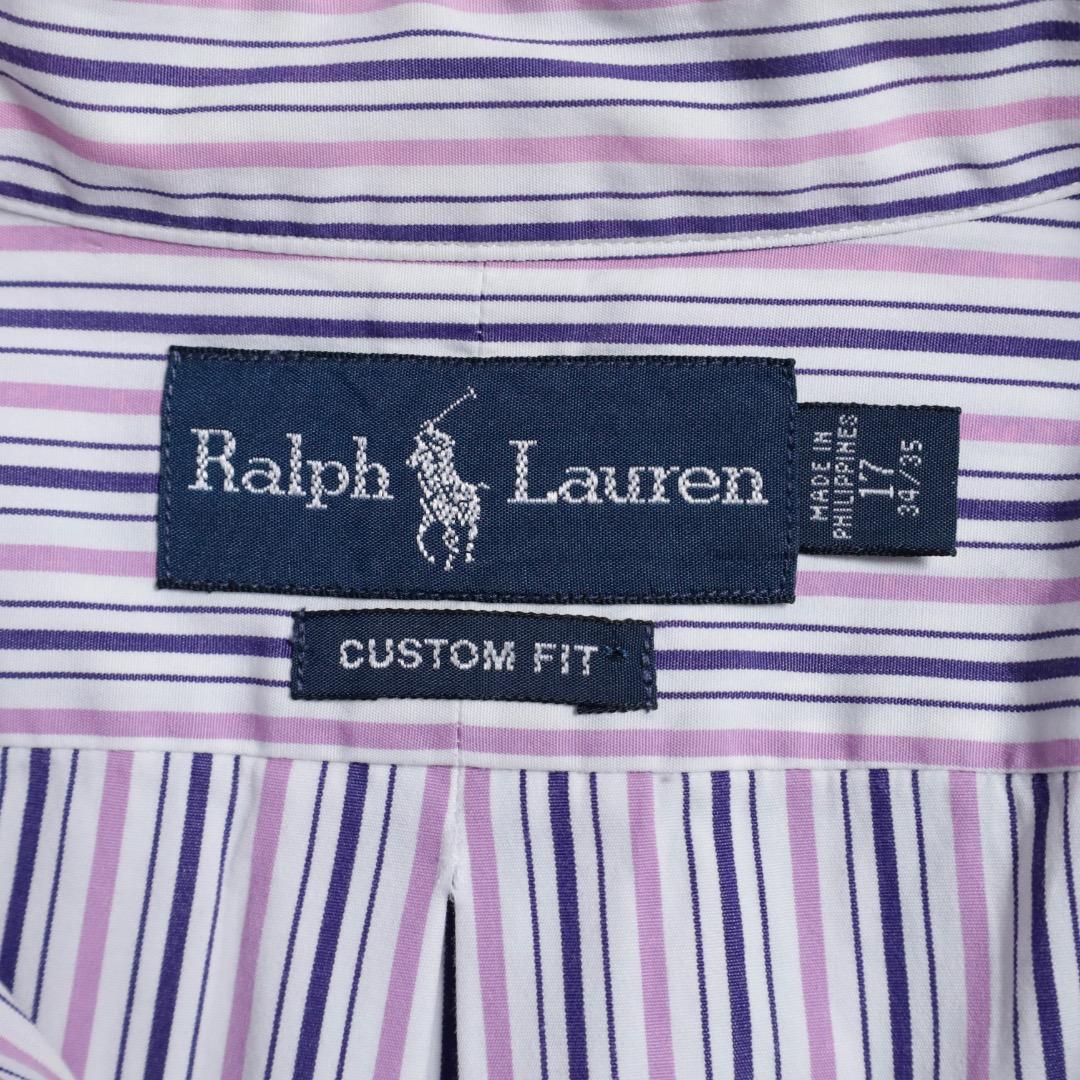 Ralph Lauren
MADE IN
PHILIPPINES
17
34/35
CUSTOM FIT